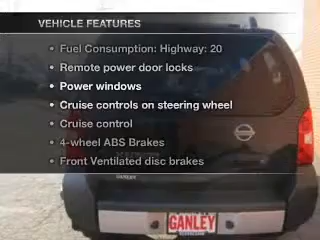 VEHICLE FEATURES
• Fuel Consumption: Highway: 20
• Remote power door locks
• Power windows
• Cruise controls on steering wheel
• Cruise control
• 4-wheel ABS Brakes
• Front Ventilated disc brakes
GANLEY
GANLEY